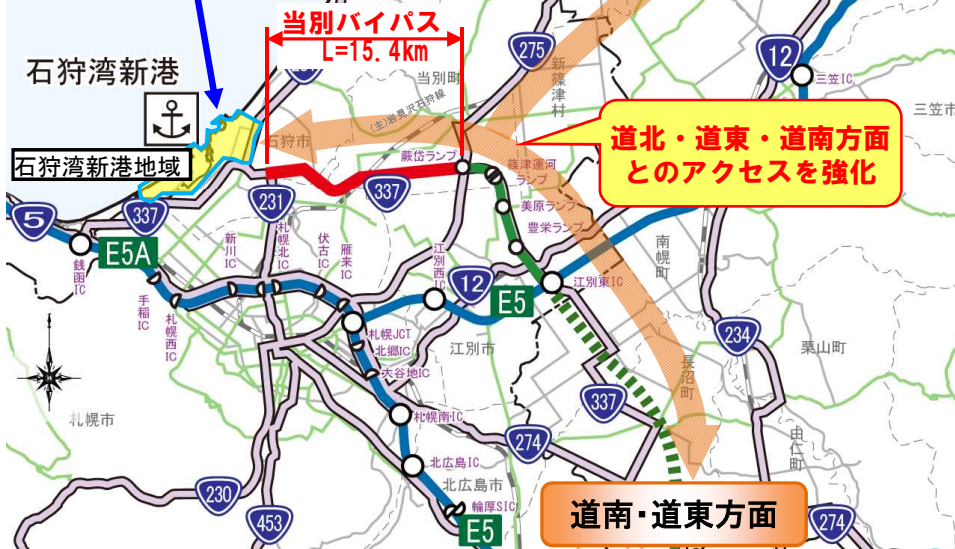 当別バイパス
L=15.4km
石狩湾新港
石狩湾新港地域
石狩市
当別町
(主)岩見沢石狩線
新篠津村
275
12
三笠IC
三笠市
道北・道東・道南方面
とのアクセスを強化
蕨岱ランプ
篠津運河
ランプ
美原ランプ
豊栄ランプ
337
231
337
5
E5A
銭函IC
手稲IC
札幌西IC
新川IC
札幌北IC
伏古IC
雁来IC
江別西IC
12
E5
江別東IC
南幌町
札幌JCT
北郷IC
大谷地IC
江別市
234
栗山町
長沼町
337
札幌市
札幌南IC
274
由仁町
北広島IC
北広島市
230
輪厚SIC
453
E5
道南・道東方面
274